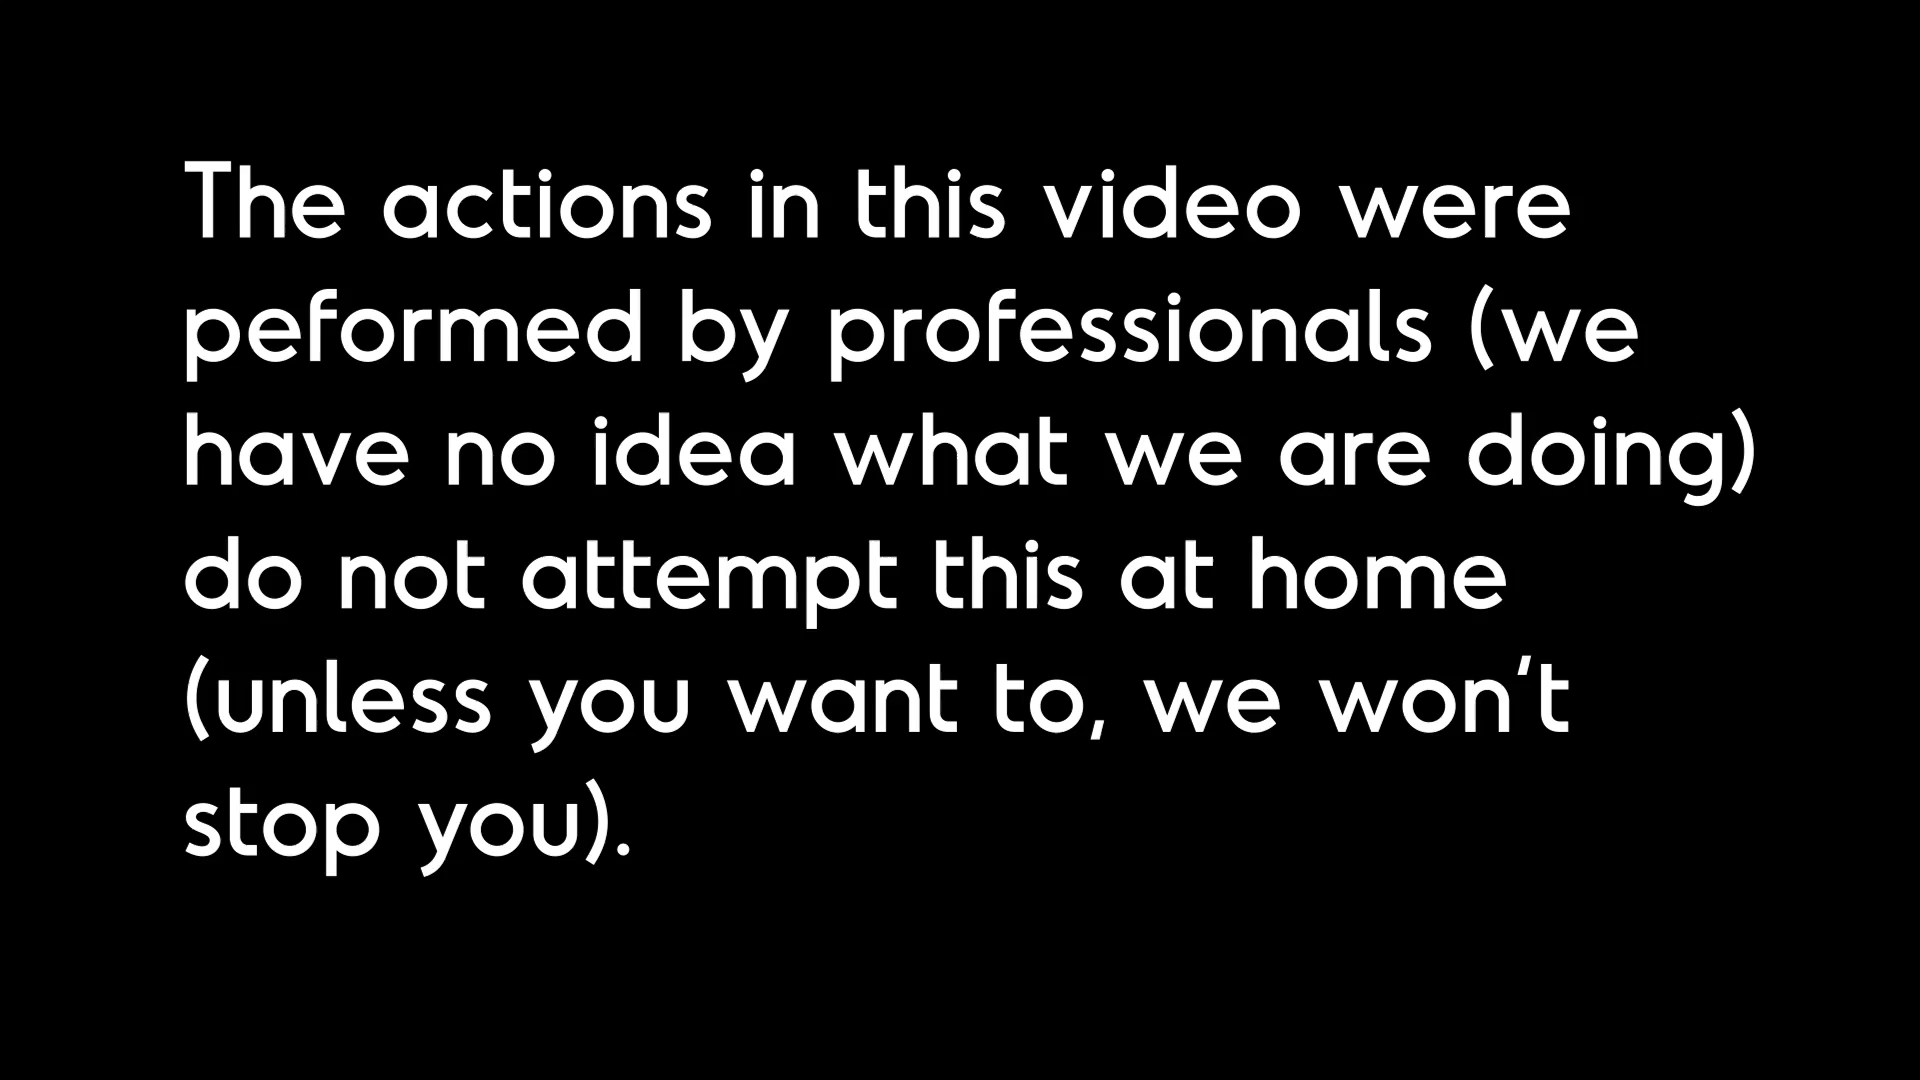 The actions in this video were
peformed by professionals (we
have no idea what we are doing)
do not attempt this at home
(unless you want to, we won‘t
stop you).